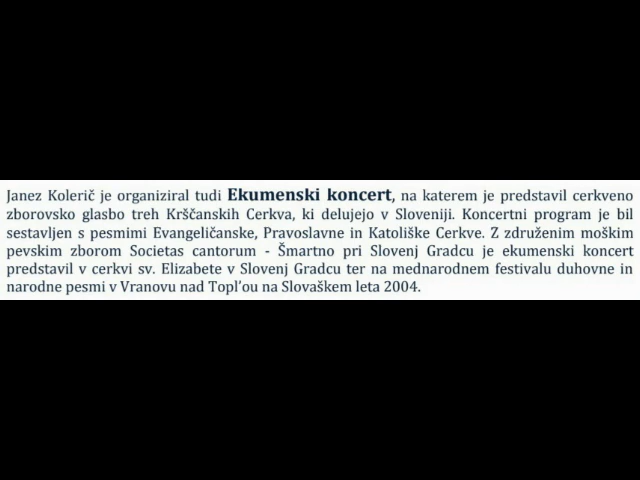 Janez Kolerič je organiziral tudi Ekumenski koncert, na katerem je predstavil cerkveno
zborovsko glasbo treh Krščanskih Cerkva, ki delujejo v Sloveniji. Koncertni program je bil
sestavljen s pesmimi Evangeličanske, Pravoslavne in Katoliške Cerkve. Z združenim moškim
pevskim zborom Societas cantorum - Šmartno pri Slovenj Gradcu je ekumenski koncert
predstavil v cerkvi sv. Elizabete v Slovenj Gradcu ter na mednarodnem festivalu duhovne in
narodne pesmi v Vranovu nad Topl’ou na Slovaškem leta 2004.